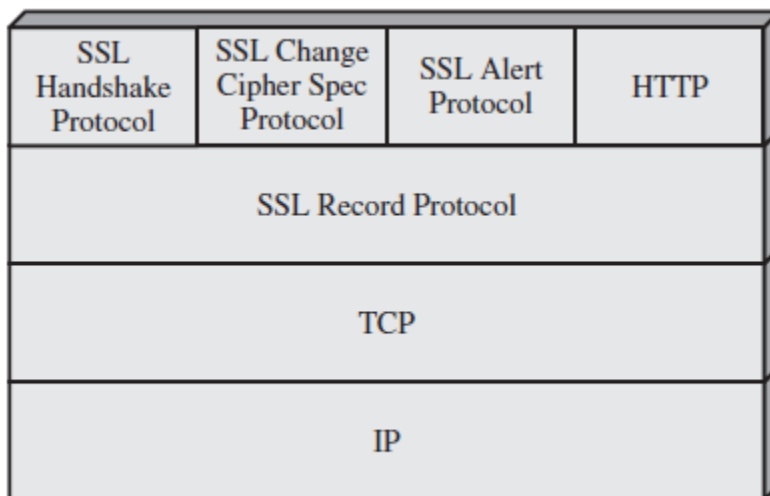 SSL
Handshake
Protocol
SSL Change
Cipher Spec
Protocol
SSL Alert
Protocol
HTTP
SSL Record Protocol
TCP
IP